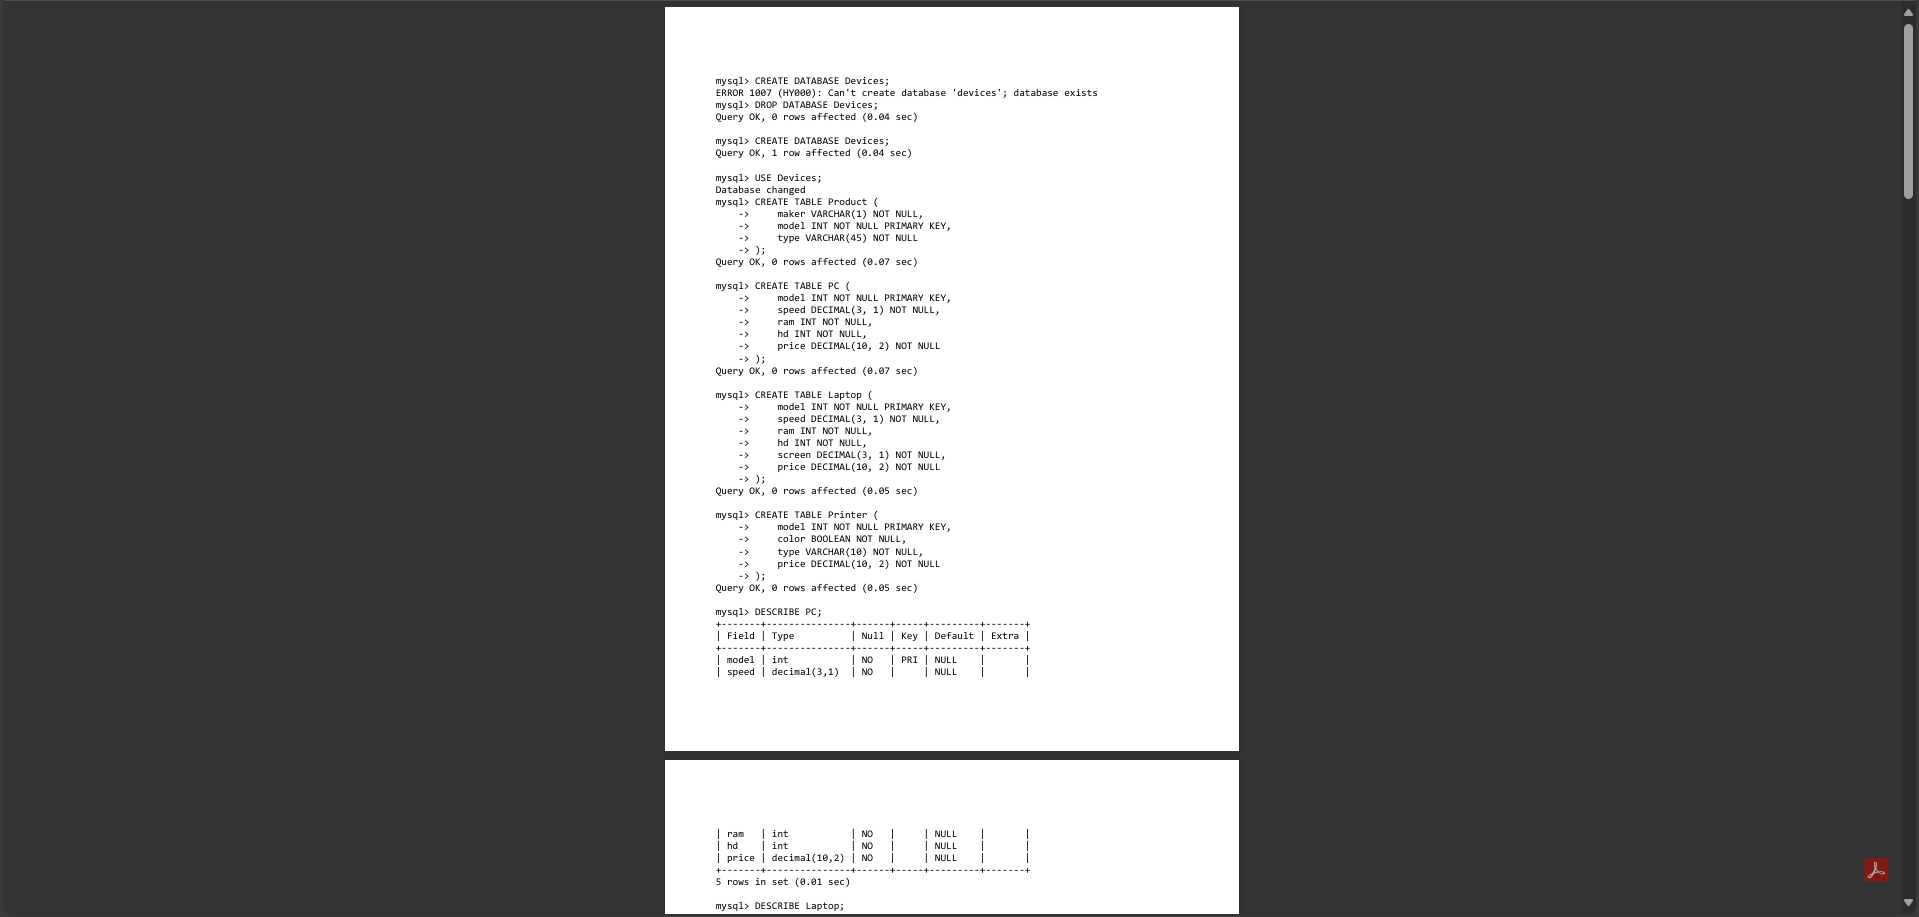 mysql> CREATE DATABASE Devices;
ERROR 1007 (HY000): Can't create database 'devices'; database exists
mysql> DROP DATABASE Devices;
Query OK, 0 rows affected (0.04 sec)

mysql> CREATE DATABASE Devices;
Query OK, 1 row affected (0.04 sec)

mysql> USE Devices;
Database changed
mysql> CREATE TABLE Product (
    ->     maker VARCHAR(1) NOT NULL,
    ->     model INT NOT NULL PRIMARY KEY,
    ->     type VARCHAR(45) NOT NULL
    -> );
Query OK, 0 rows affected (0.07 sec)

mysql> CREATE TABLE PC (
    ->     model INT NOT NULL PRIMARY KEY,
    ->     speed DECIMAL(3, 1) NOT NULL,
    ->     ram INT NOT NULL,
    ->     hd INT NOT NULL,
    ->     price DECIMAL(10, 2) NOT NULL
    -> );
Query OK, 0 rows affected (0.07 sec)

mysql> CREATE TABLE Laptop (
    ->     model INT NOT NULL PRIMARY KEY,
    ->     speed DECIMAL(3, 1) NOT NULL,
    ->     ram INT NOT NULL,
    ->     hd INT NOT NULL,
    ->     screen DECIMAL(3, 1) NOT NULL,
    ->     price DECIMAL(10, 2) NOT NULL
    -> );
Query OK, 0 rows affected (0.05 sec)

mysql> CREATE TABLE Printer (
    ->     model INT NOT NULL PRIMARY KEY,
    ->     color BOOLEAN NOT NULL,
    ->     type VARCHAR(10) NOT NULL,
    ->     price DECIMAL(10, 2) NOT NULL
    -> );
Query OK, 0 rows affected (0.05 sec)

mysql> DESCRIBE PC;
+-------+---------------+------+-----+---------+-------+
| Field | Type          | Null | Key | Default | Extra |
+-------+---------------+------+-----+---------+-------+
| model | int           | NO   | PRI | NULL    |       |
| speed | decimal(3,1)  | NO   |     | NULL    |       |
| ram   | int           | NO   |     | NULL    |       |
| hd    | int           | NO   |     | NULL    |       |
| price | decimal(10,2) | NO   |     | NULL    |       |
+-------+---------------+------+-----+---------+-------+
5 rows in set (0.01 sec)

mysql> DESCRIBE Laptop;